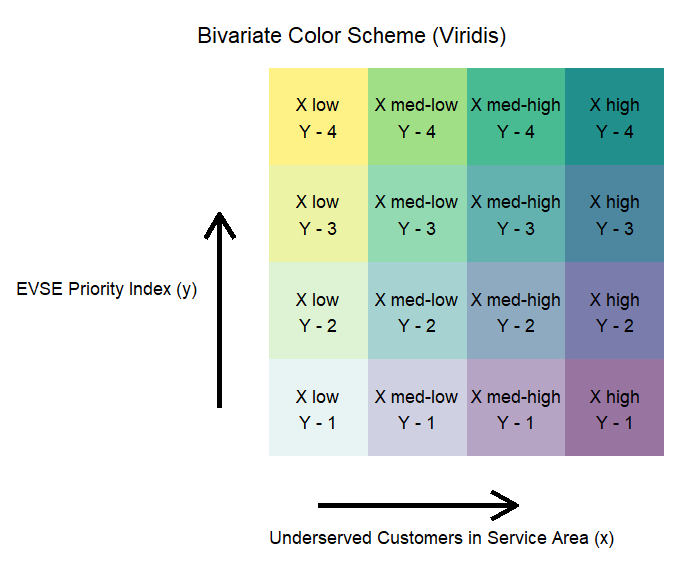 Bivariate Color Scheme (Viridis)
X low X med-low X med-high X high
Y - 4 Y - 4 Y - 4 Y - 4
X low X med-low X med-high X high
Y - 3 Y - 3 Y - 3 Y - 3
EVSE Priority Index (y)
X low X med-low X med-high X high
Y - 2 Y - 2 Y - 2 Y - 2
X low X med-low X med-high X high
Y - 1 Y - 1 Y - 1 Y - 1
Underserved Customers in Service Area (x)